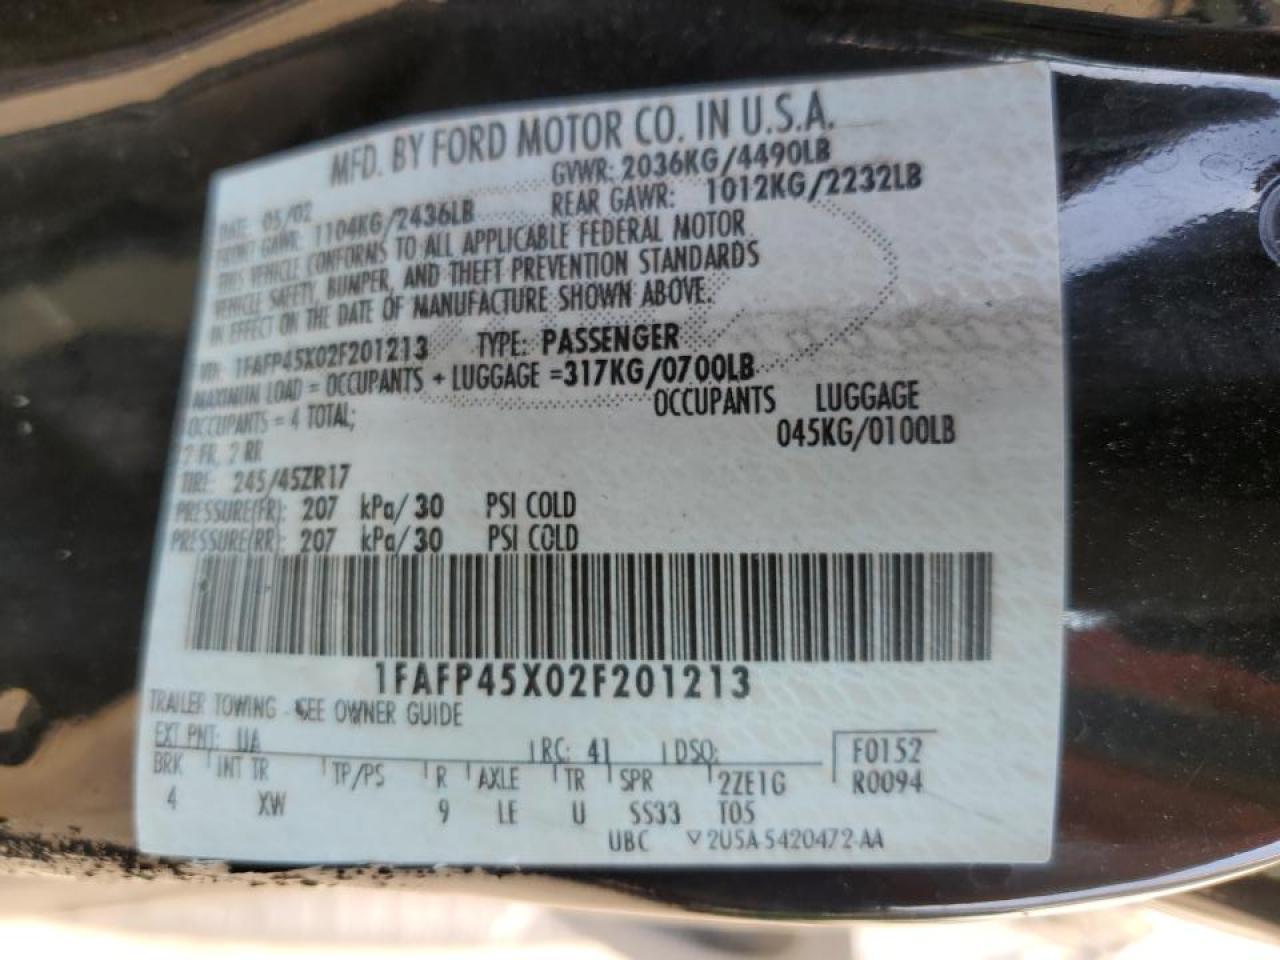 MFD. BY FORD MOTOR CO. IN U.S.A.
DATE: 05/02 GVWR: 2036KG/4490LB
FRONT GAWR: 1104KG/2436LB REAR GAWR: 1012KG/2232LB
THIS VEHICLE CONFORMS TO ALL APPLICABLE FEDERAL MOTOR
VEHICLE SAFETY, BUMPER, AND THEFT PREVENTION STANDARDS
IN EFFECT ON THE DATE OF MANUFACTURE SHOWN ABOVE.
VIN: 1FAFP45X02F201213 TYPE: PASSENGER
MAXIMUM LOAD = OCCUPANTS + LUGGAGE =317KG/0700LB
OCCUPANTS = 4 TOTAL; OCCUPANTS LUGGAGE
2 FR, 2 RR 045KG/0100LB
TIRE: 245/45ZR17
PRESSURE(FR): 207 kPa/ 30 PSI COLD
PRESSURE(RR): 207 kPa/ 30 PSI COLD
1FAFP45X02F201213
TRAILER TOWING - SEE OWNER GUIDE
EXT PNT: UA RC: 41 DSO: F0152
BRK INT TR TP/PS R AXLE TR SPR 2ZE1G R0094
4 XW 9 LE U SS33 T05
UBC 2U5A 5420472-AA